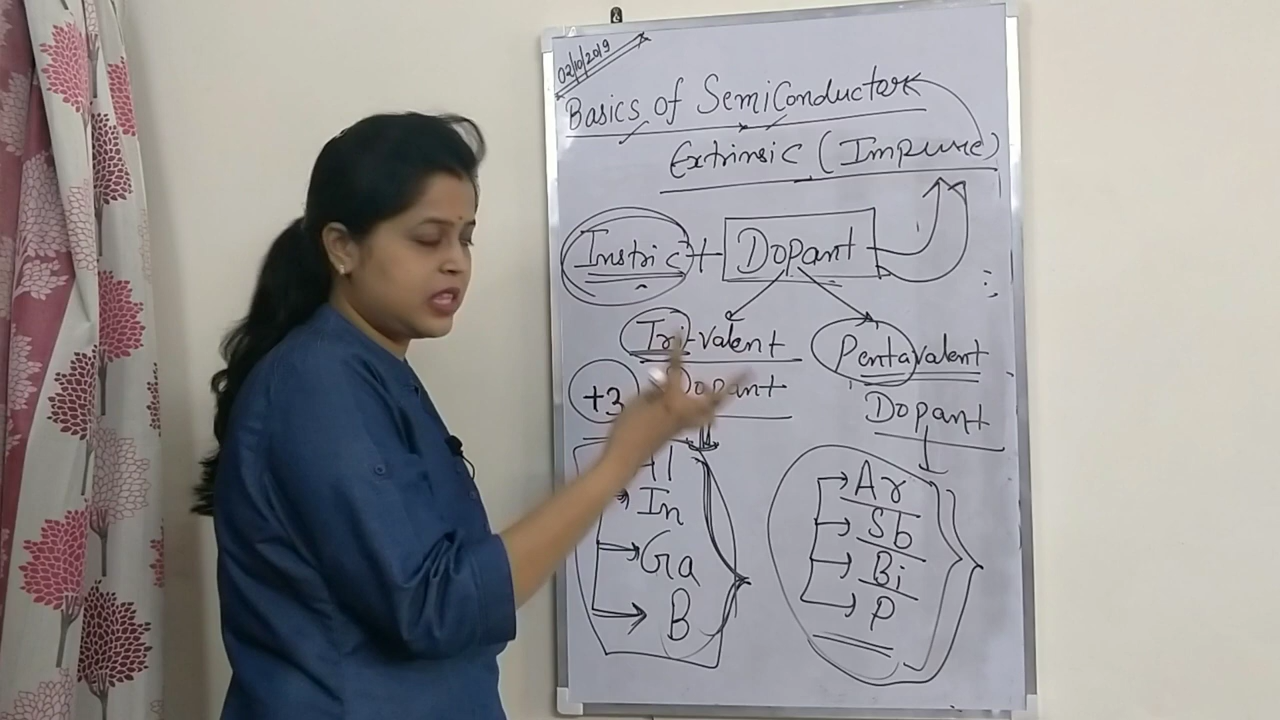 02/10/2019
Basics of SemiConductor
Extrinsic (Impure)
Instric + Dopant
Tri-valent
Pentavalent
+3
Dopant
Dopant
Al
In
Ga
B
Ar
Sb
Bi
P